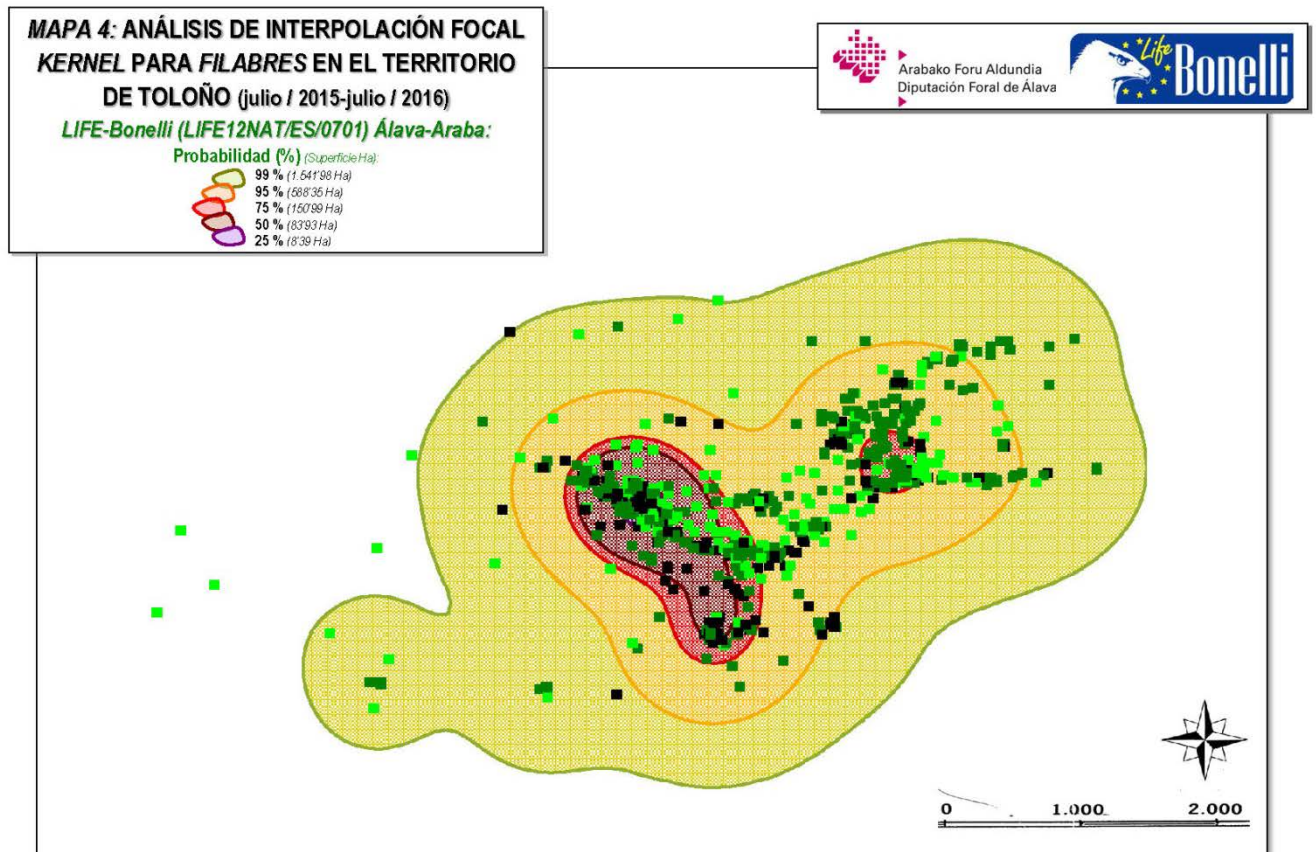 MAPA 4: ANÁLISIS DE INTERPOLACIÓN FOCAL
KERNEL PARA FILABRES EN EL TERRITORIO
DE TOLOÑO (julio / 2015-julio / 2016)
LIFE-Bonelli (LIFE12NAT/ES/0701) Álava-Araba:
Probabilidad (%) (Superficie Ha):
99 % (1.541'98 Ha)
95 % (588'35 Ha)
75 % (150'99 Ha)
50 % (83'93 Ha)
25 % (8'39 Ha)
Arabako Foru Aldundia
Diputación Foral de Álava
Life
Bonelli
0 1.000 2.000